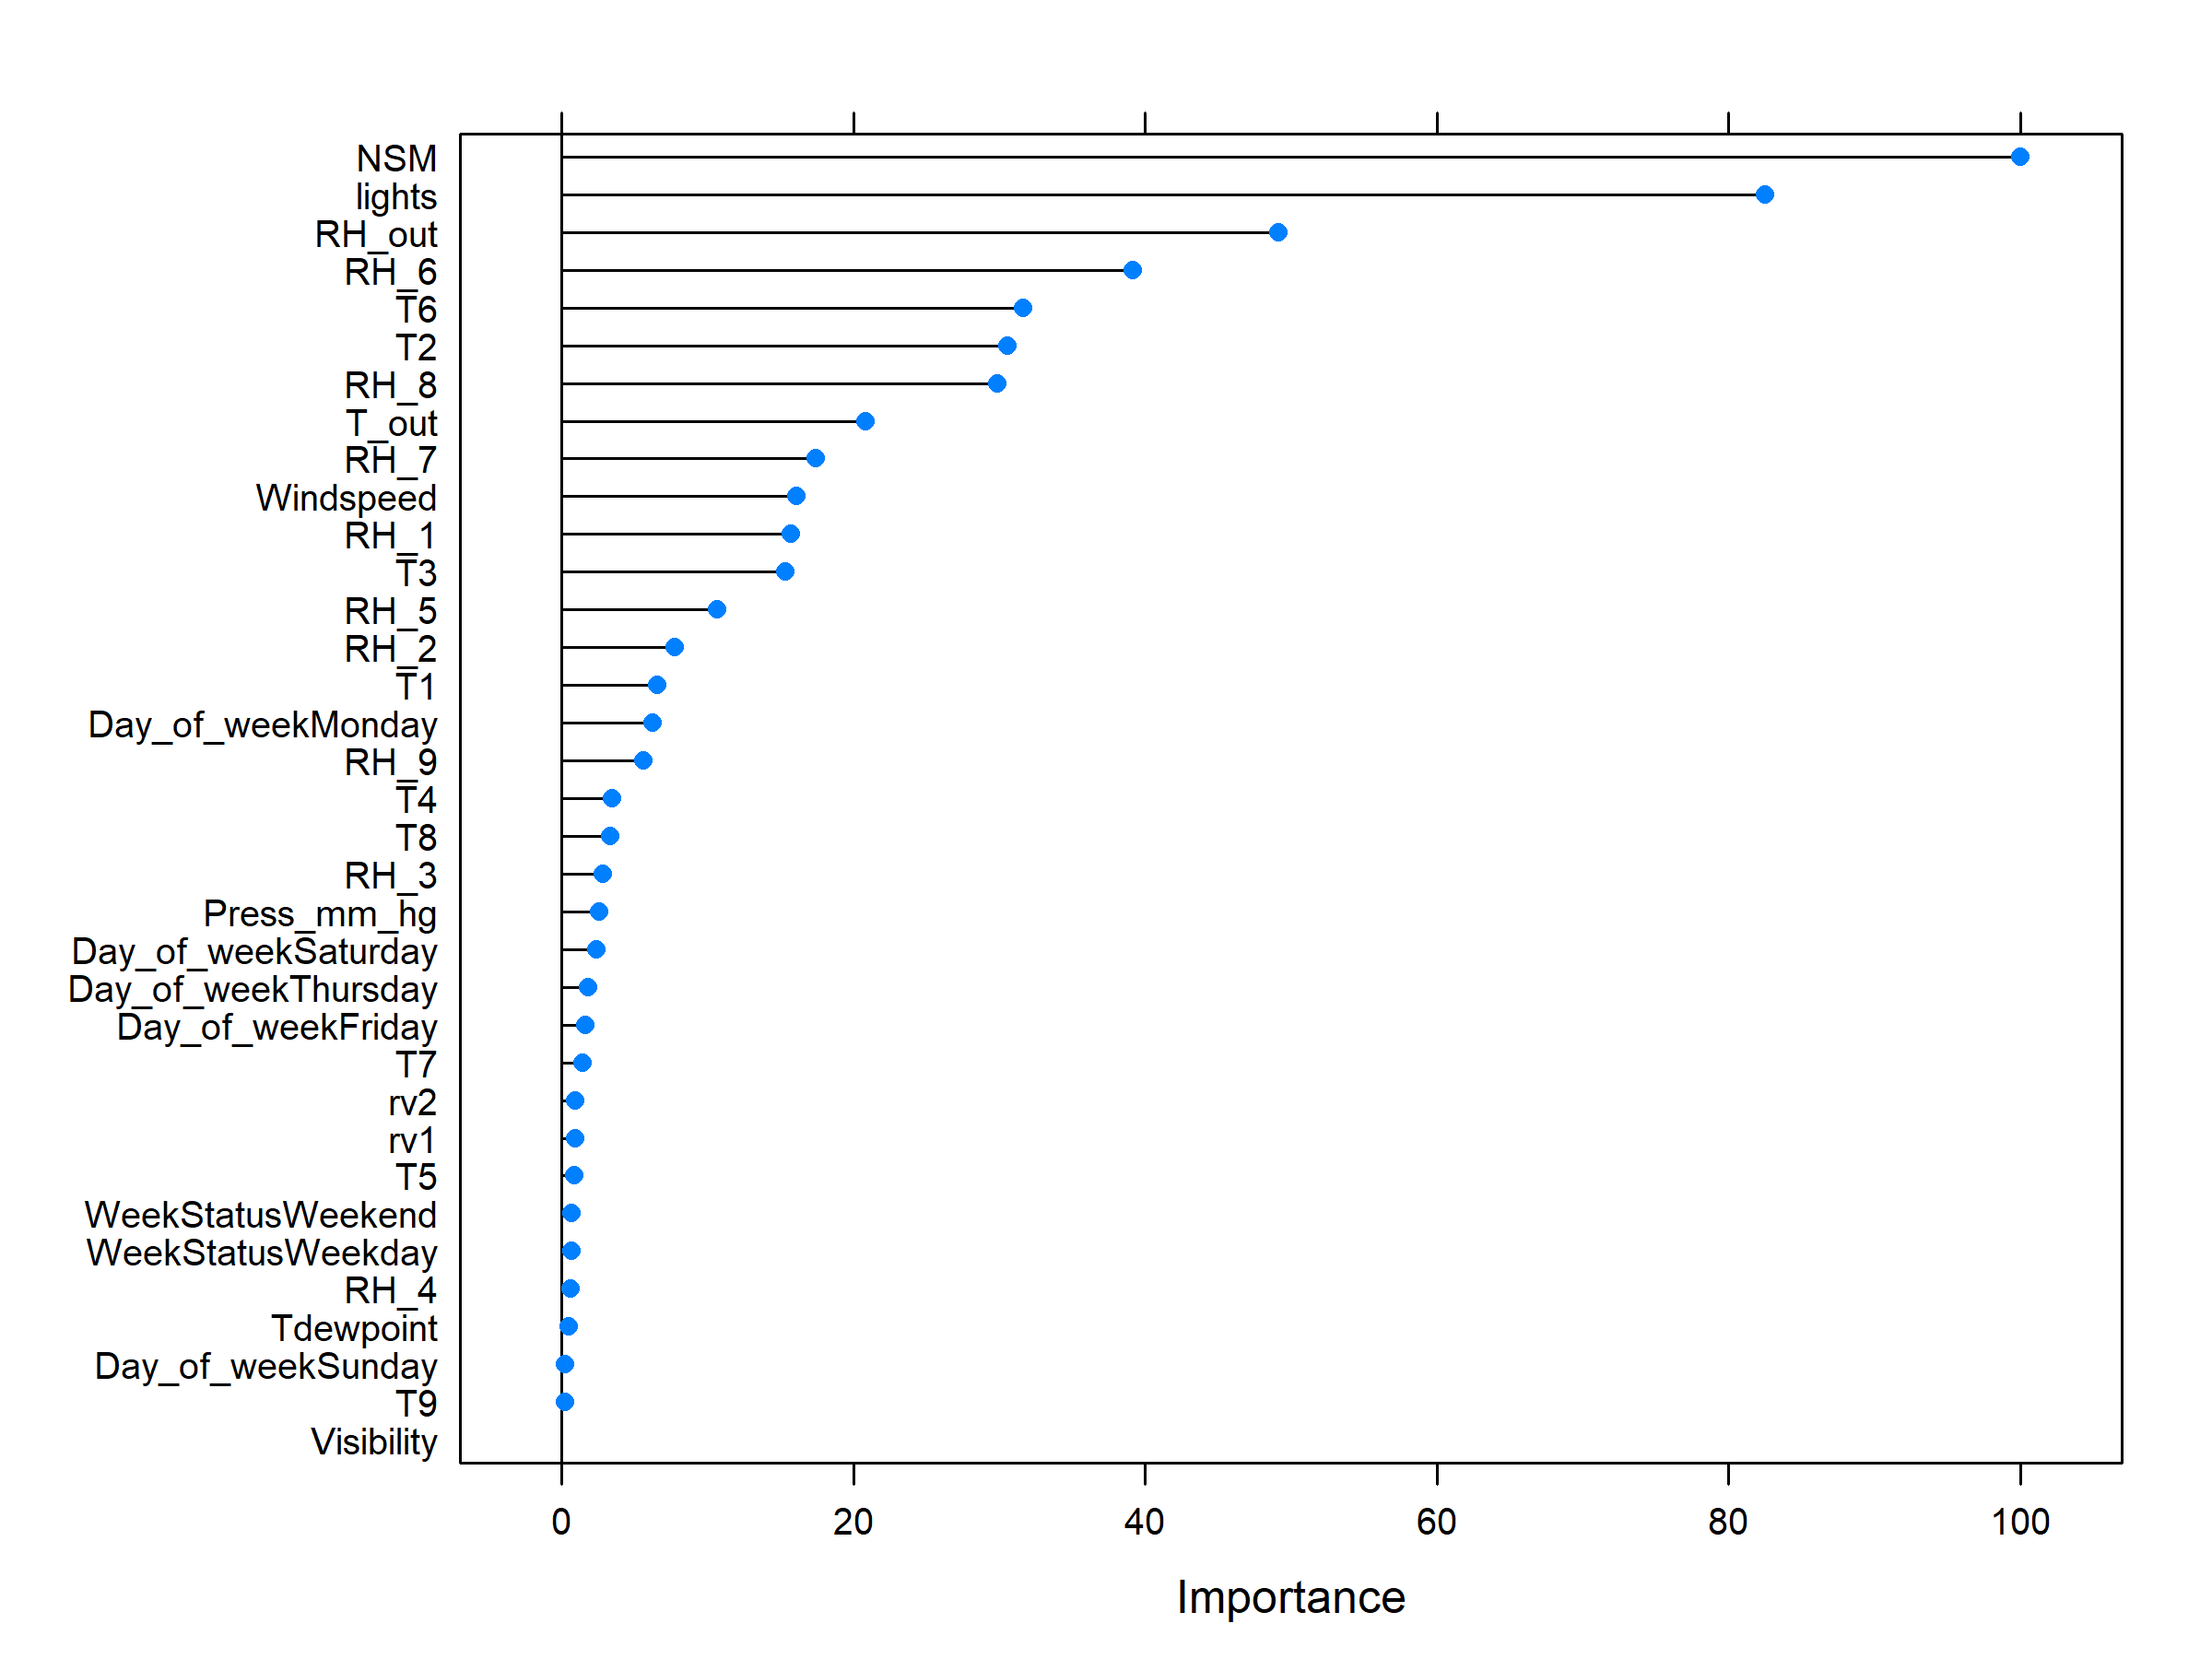 NSM
lights
RH_out
RH_6
T6
T2
RH_8
T_out
RH_7
Windspeed
RH_1
T3
RH_5
RH_2
T1
Day_of_weekMonday
RH_9
T4
T8
RH_3
Press_mm_hg
Day_of_weekSaturday
Day_of_weekThursday
Day_of_weekFriday
T7
rv2
rv1
T5
WeekStatusWeekend
WeekStatusWeekday
RH_4
Tdewpoint
Day_of_weekSunday
T9
Visibility
0 20 40 60 80 100
Importance